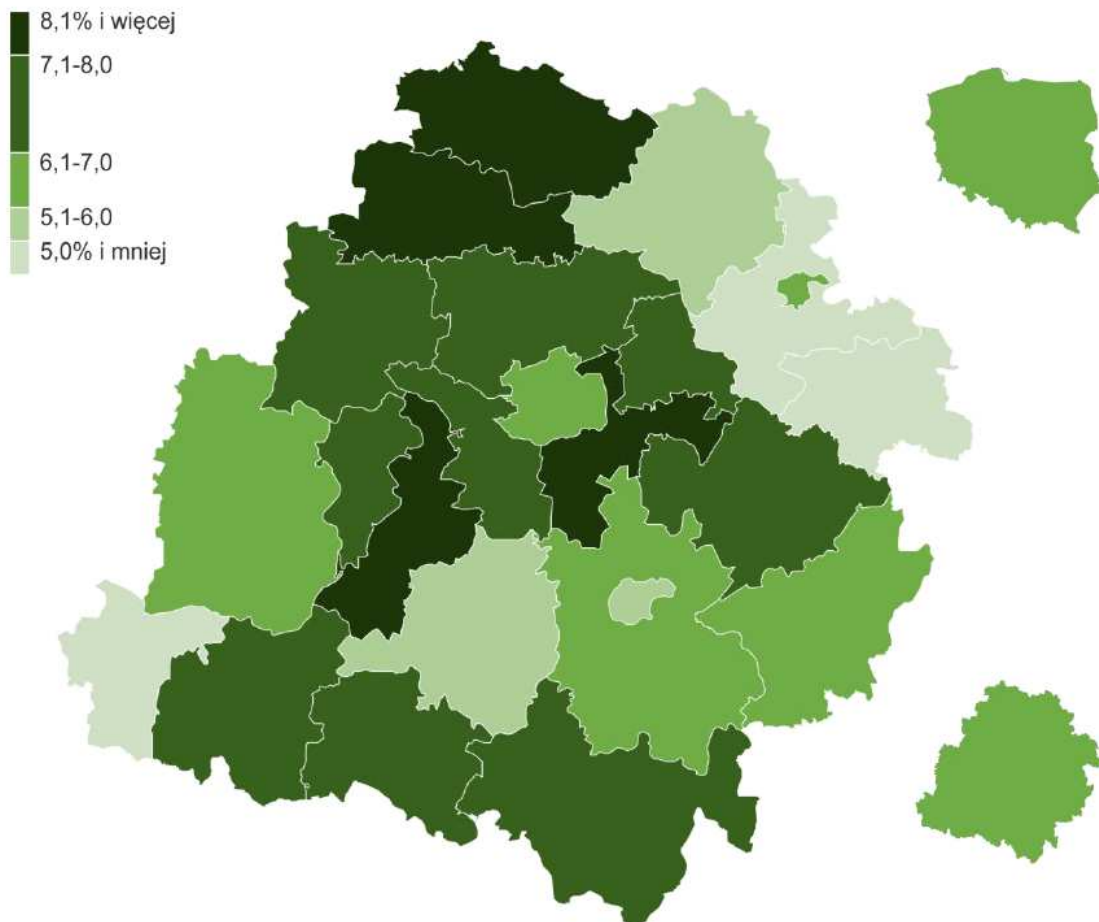 8,1% i więcej
7,1-8,0
6,1-7,0
5,1-6,0
5,0% i mniej